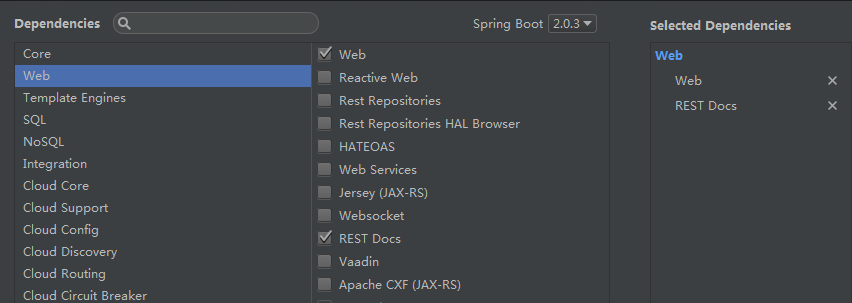 Dependencies
Spring Boot 2.0.3
Selected Dependencies
Core
Web
Template Engines
SQL
NoSQL
Integration
Cloud Core
Cloud Support
Cloud Config
Cloud Discovery
Cloud Routing
Cloud Circuit Breaker
Web
Reactive Web
Rest Repositories
Rest Repositories HAL Browser
HATEOAS
Web Services
Jersey (JAX-RS)
Websocket
REST Docs
Vaadin
Apache CXF (JAX-RS)
Web
Web
REST Docs